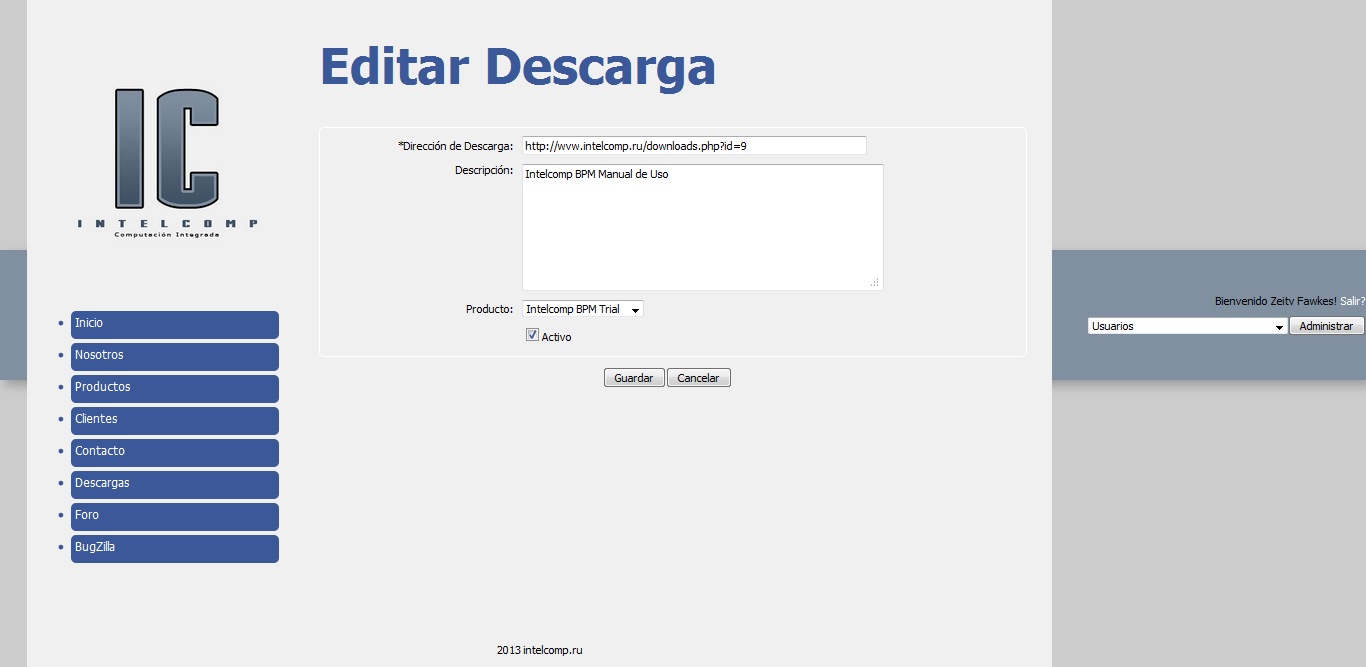 Editar Descarga
IC
INTELCOMP
Computación Integrada
*Dirección de Descarga: http://www.intelcomp.ru/downloads.php?id=9
Descripción: Intelcomp BPM Manual de Uso
Producto: Intelcomp BPM Trial
Activo
Guardar Cancelar
Inicio
Nosotros
Productos
Clientes
Contacto
Descargas
Foro
BugZilla
Bienvenido Zeitv Fawkes! Salir?
Usuarios Administrar
2013 intelcomp.ru